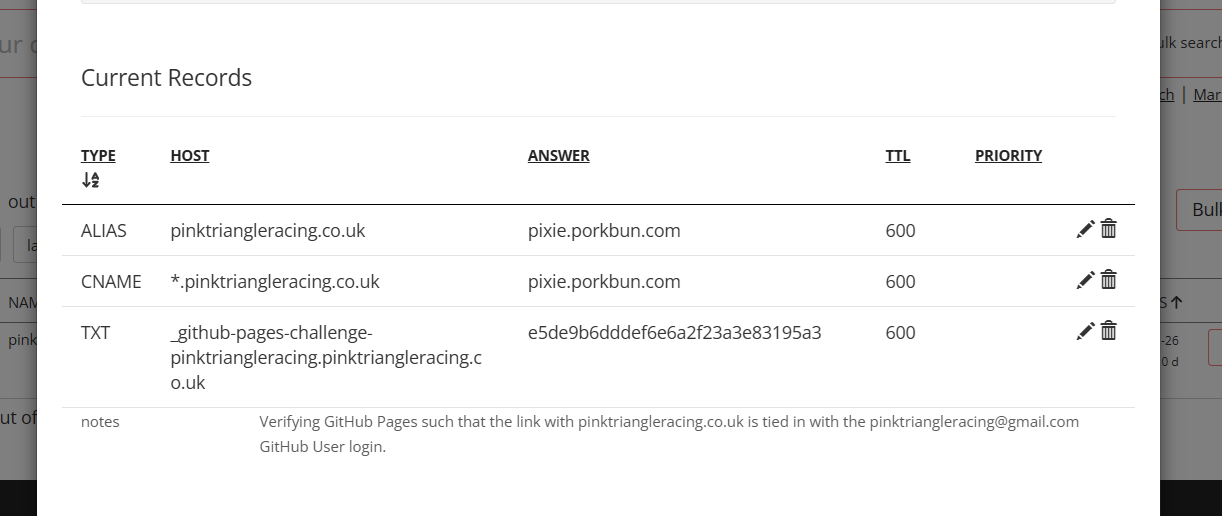 ur
ulk search
Current Records
ch | Mar
TYPE HOST ANSWER TTL PRIORITY
out
Bul
ALIAS pinktriangleracing.co.uk pixie.porkbun.com 600
la
CNAME *.pinktriangleracing.co.uk pixie.porkbun.com 600
NAM
S
TXT _github-pages-challenge- e5de9b6dddef6e6a2f23a3e83195a3 600
pink
-26
pinktriangleracing.pinktriangleracing.c
0 d
o.uk
ut of
notes Verifying GitHub Pages such that the link with pinktriangleracing.co.uk is tied in with the pinktriangleracing@gmail.com
GitHub User login.